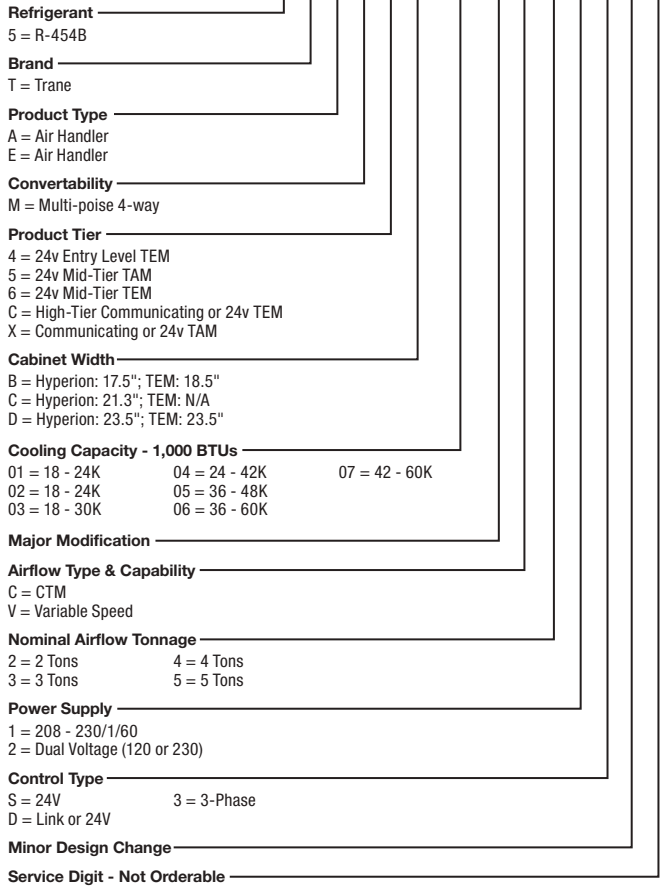 Refrigerant
5 = R-454B
Brand
T = Trane
Product Type
A = Air Handler
E = Air Handler
Convertability
M = Multi-poise 4-way
Product Tier
4 = 24v Entry Level TEM
5 = 24v Mid-Tier TAM
6 = 24v Mid-Tier TEM
C = High-Tier Communicating or 24v TEM
X = Communicating or 24v TAM
Cabinet Width
B = Hyperion: 17.5"; TEM: 18.5"
C = Hyperion: 21.3"; TEM: N/A
D = Hyperion: 23.5"; TEM: 23.5"
Cooling Capacity - 1,000 BTUs
01 = 18 - 24K 04 = 24 - 42K 07 = 42 - 60K
02 = 18 - 24K 05 = 36 - 48K
03 = 18 - 30K 06 = 36 - 60K
Major Modification
Airflow Type & Capability
C = CTM
V = Variable Speed
Nominal Airflow Tonnage
2 = 2 Tons 4 = 4 Tons
3 = 3 Tons 5 = 5 Tons
Power Supply
1 = 208 - 230/1/60
2 = Dual Voltage (120 or 230)
Control Type
S = 24V 3 = 3-Phase
D = Link or 24V
Minor Design Change
Service Digit - Not Orderable